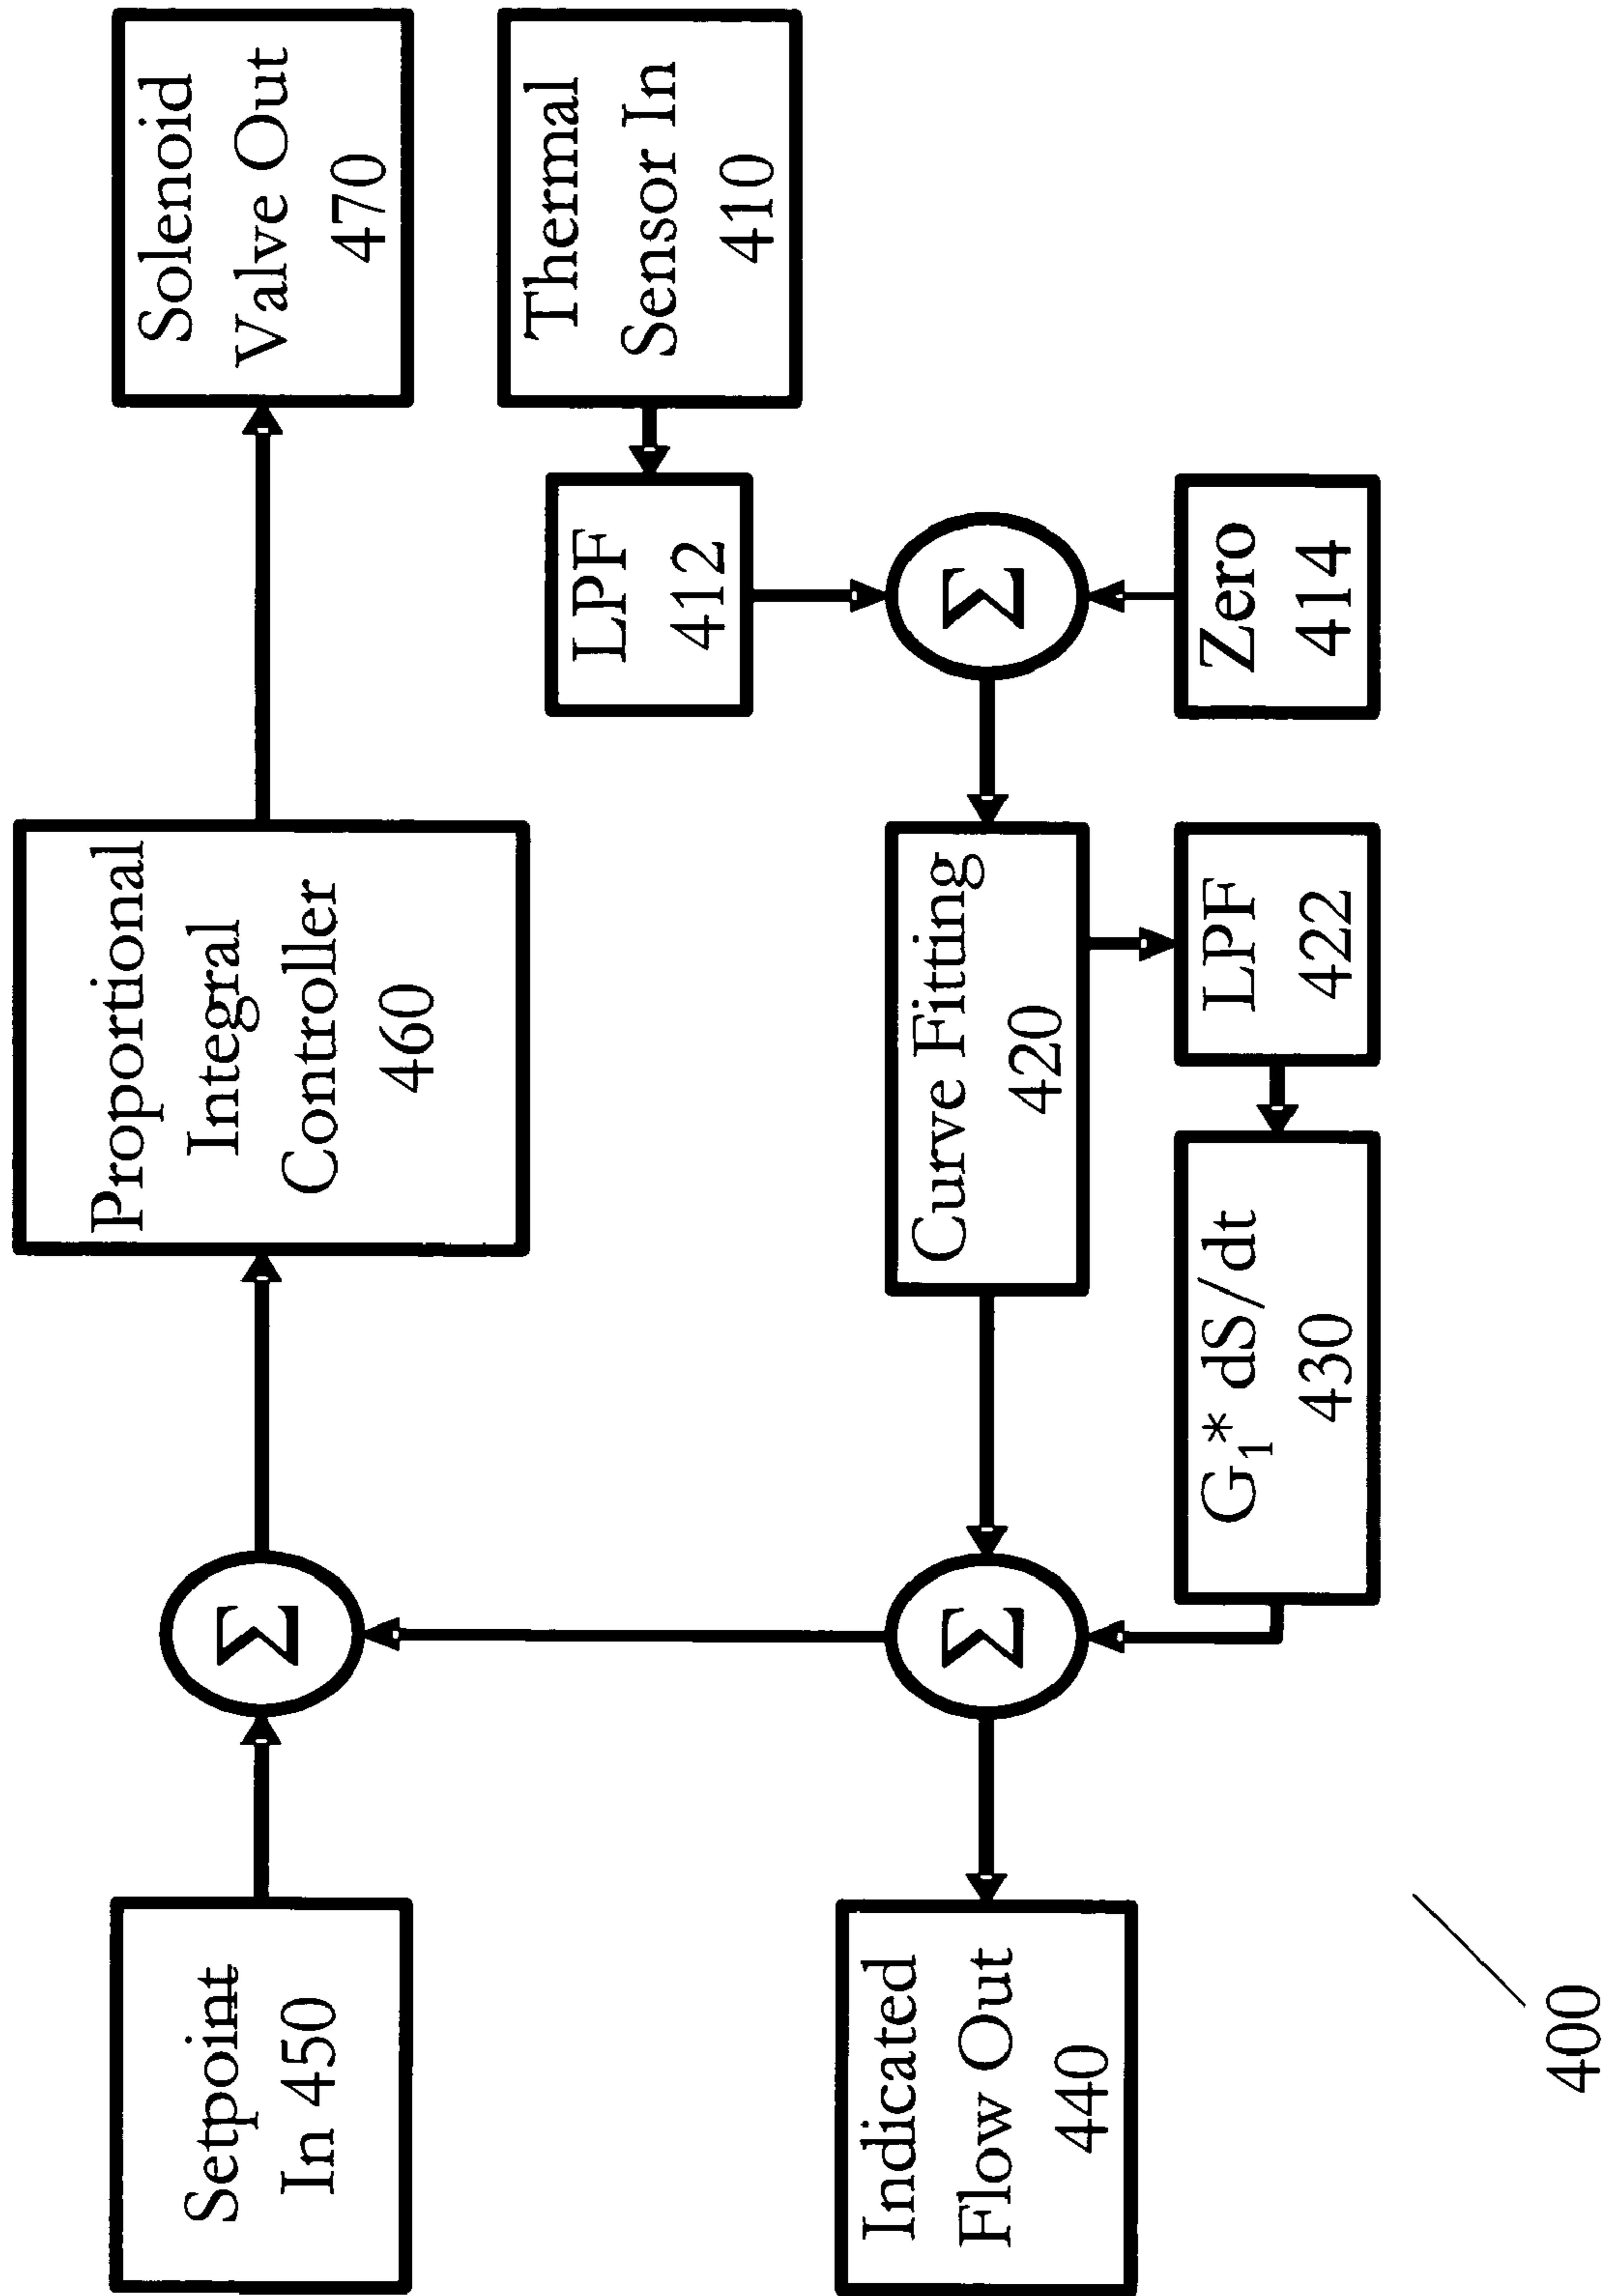 Setpoint
In 450
Proportional
Integral
Controller
460
Solenoid
Valve Out
470
Σ
Thermal
Sensor In
410
LPF
412
Indicated
Flow Out
440
Σ
Curve Fitting
420
Σ
G₁* dS/dt
430
LPF
422
Zero
414
400